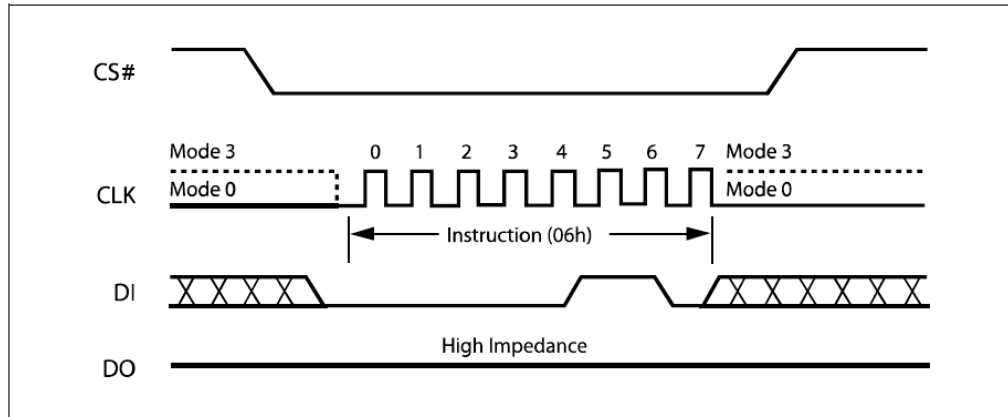 CS#
Mode 3
0 1 2 3 4 5 6 7
Mode 3
CLK
Mode 0
Mode 0
Instruction (06h)
DI
High Impedance
DO